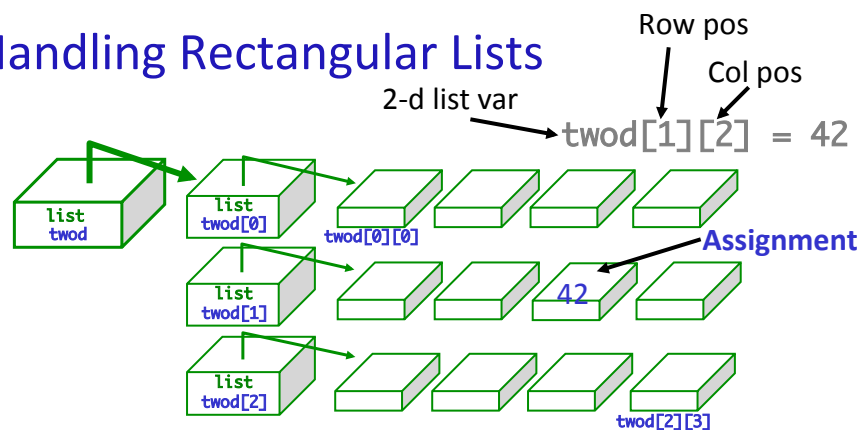 Handling Rectangular Lists
Row pos
Col pos
2-d list var
twod[1][2] = 42
list
twod
list
twod[0]
twod[0][0]
Assignment
list
twod[1]
42
list
twod[2]
twod[2][3]